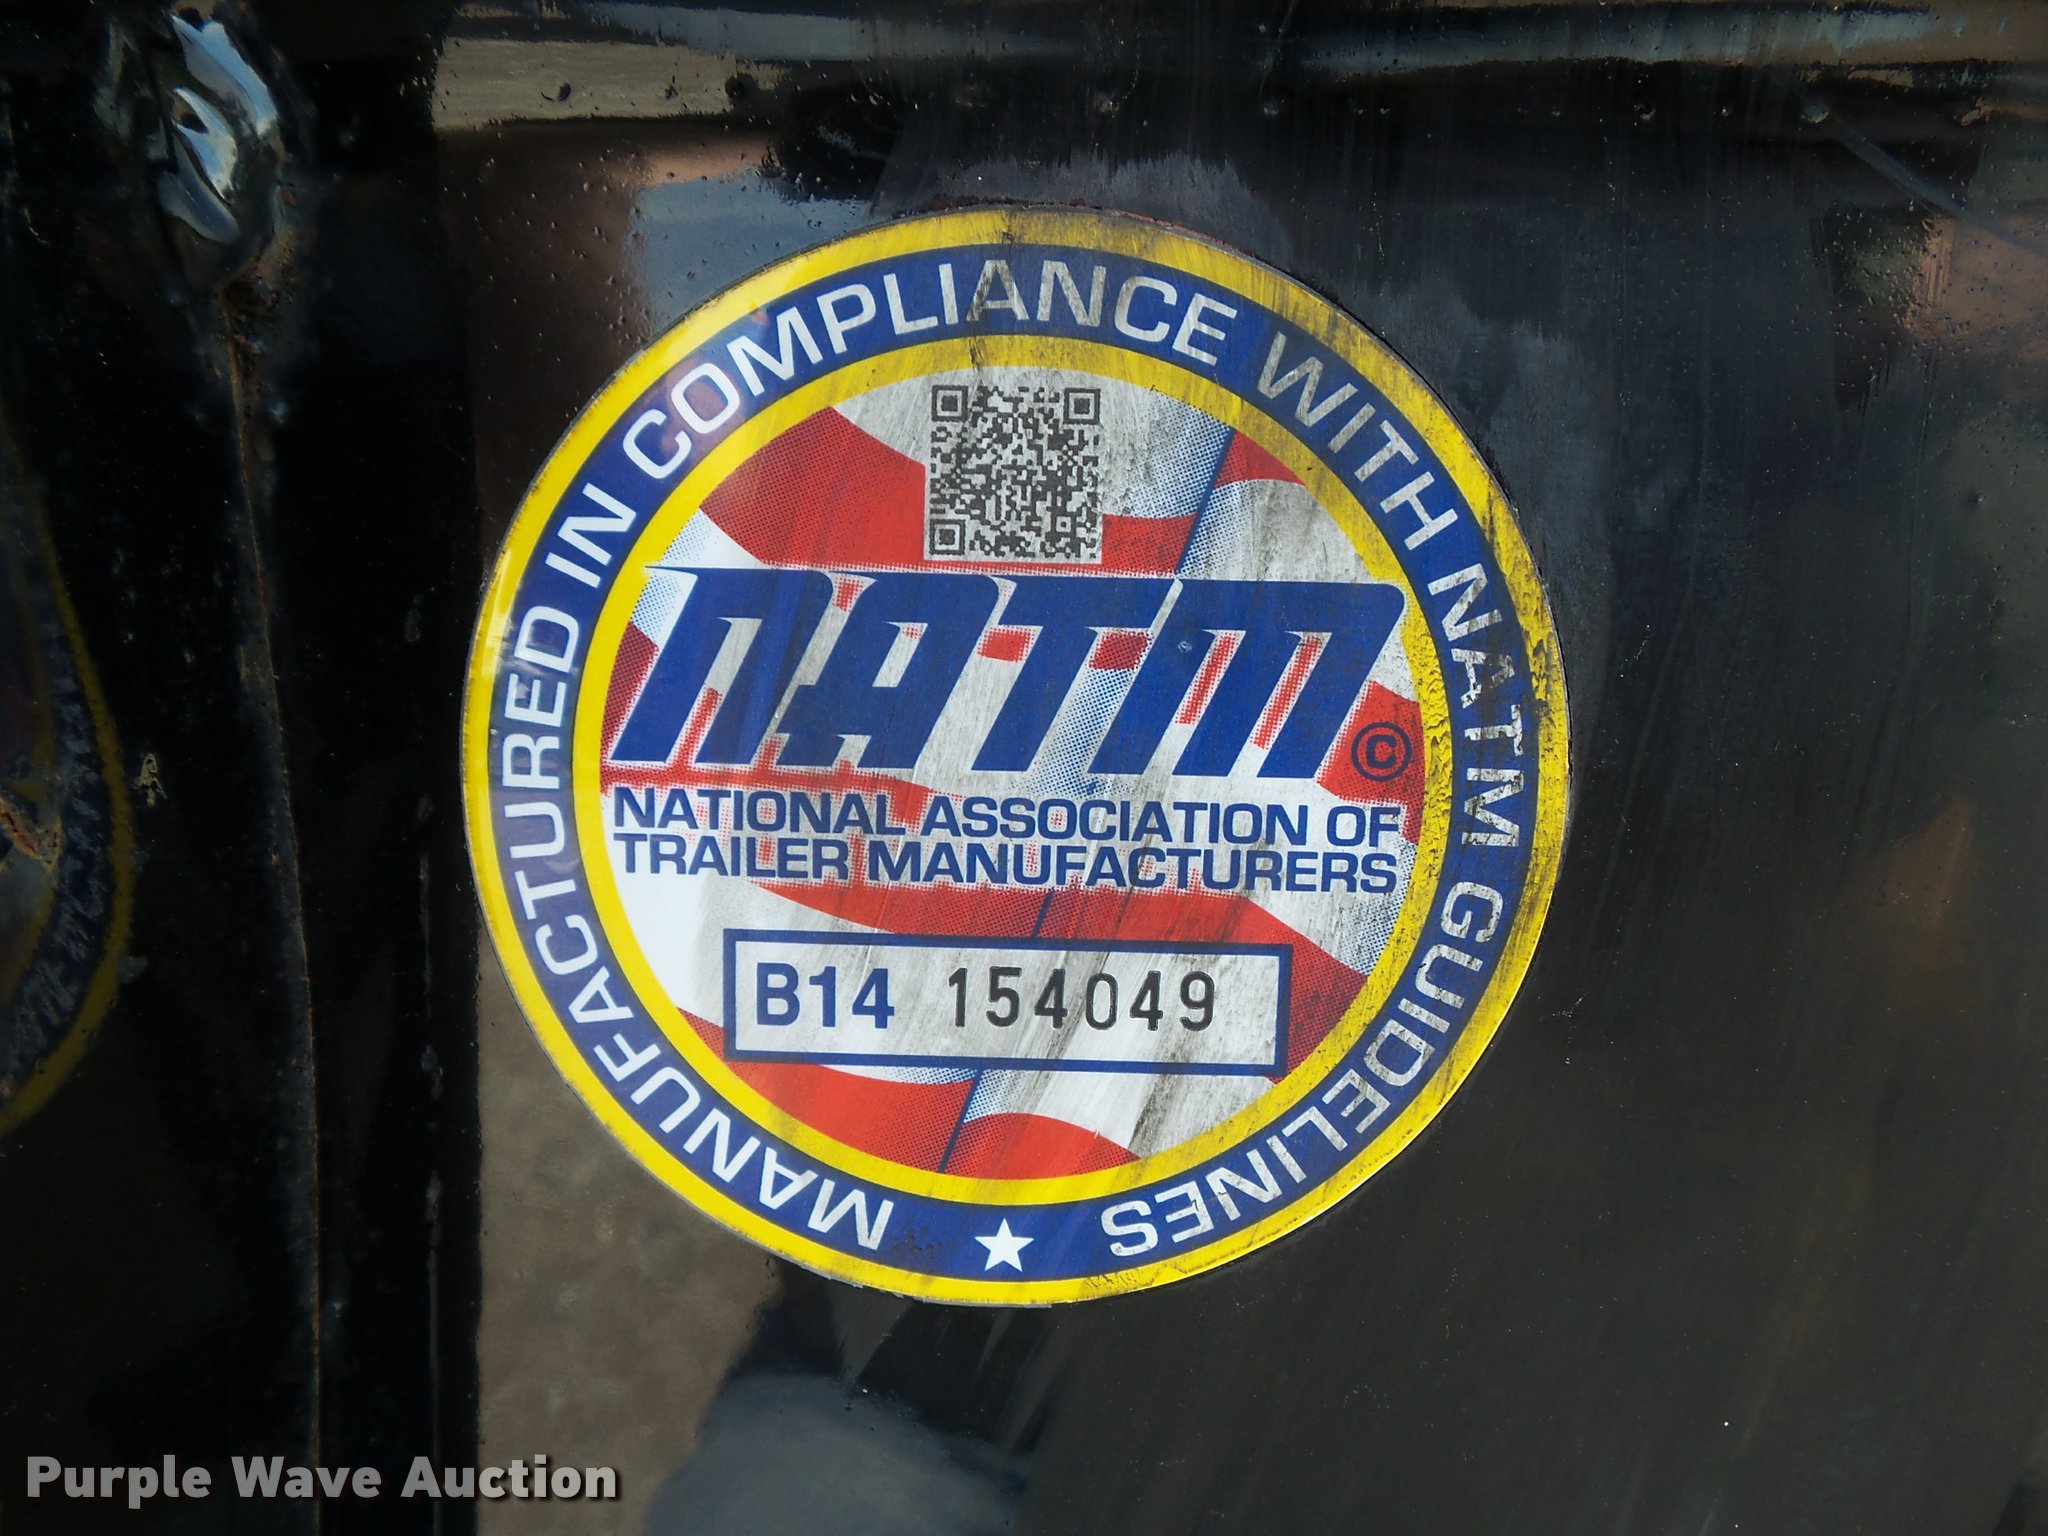 MANUFACTURED IN COMPLIANCE WITH NATM GUIDELINES
NATM ©
NATIONAL ASSOCIATION OF
TRAILER MANUFACTURERS
B14 154049
Purple Wave Auction